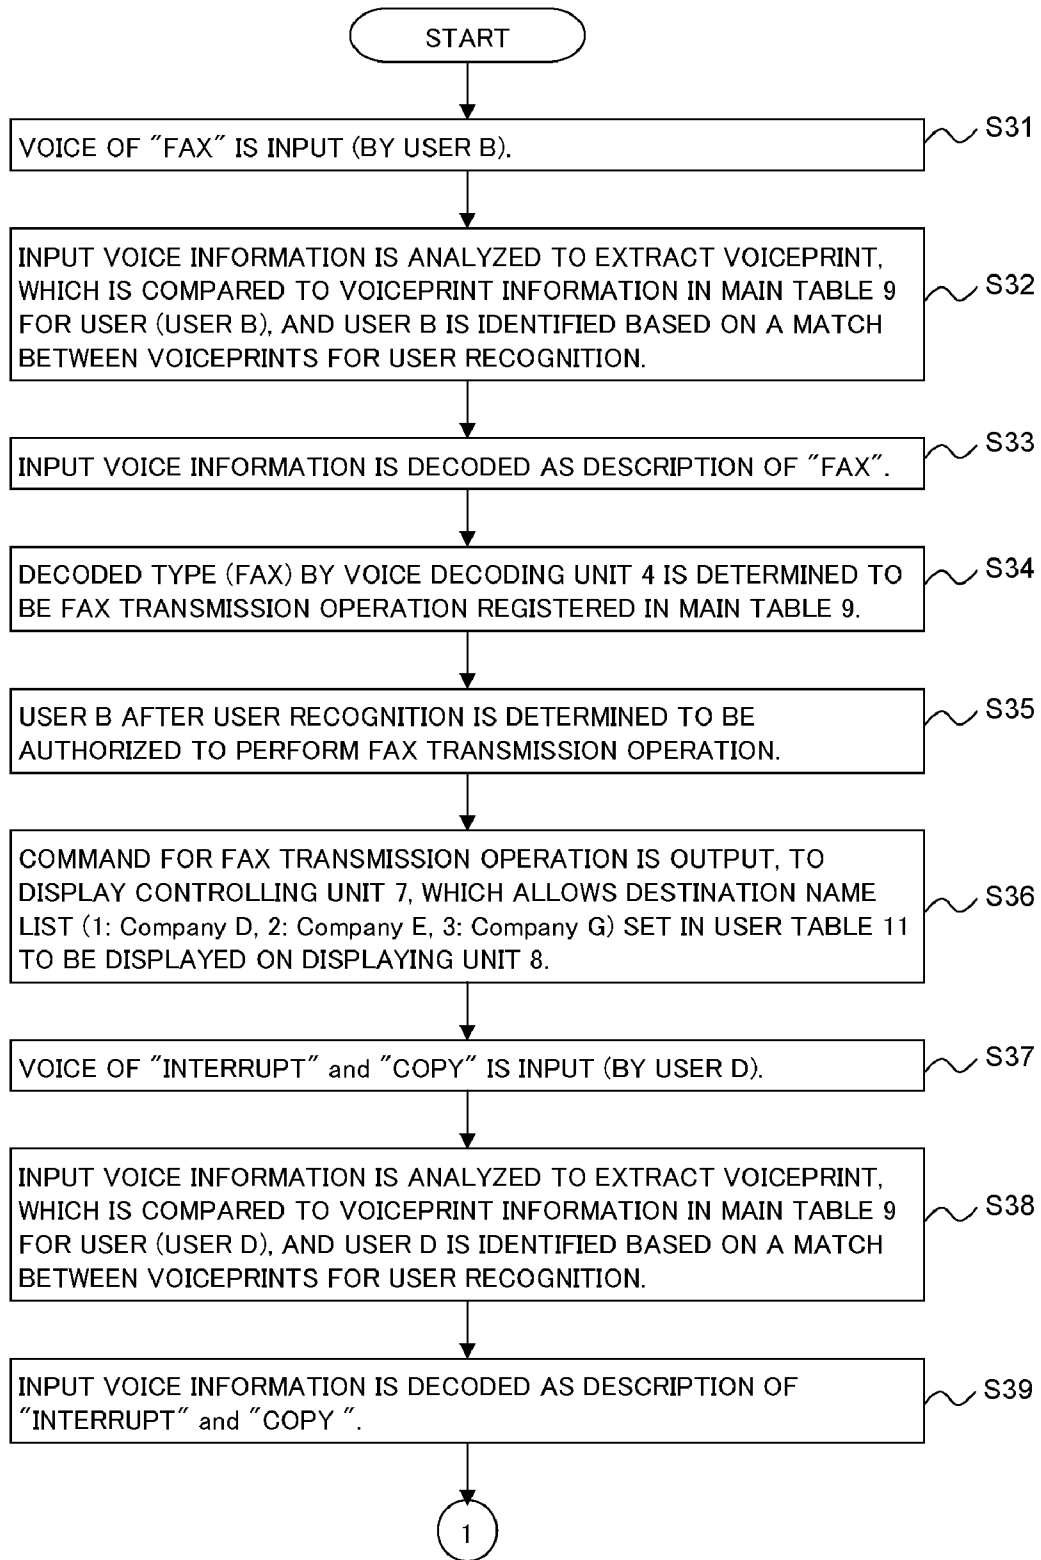 START
VOICE OF "FAX" IS INPUT (BY USER B).
S31
INPUT VOICE INFORMATION IS ANALYZED TO EXTRACT VOICEPRINT,
WHICH IS COMPARED TO VOICEPRINT INFORMATION IN MAIN TABLE 9
FOR USER (USER B), AND USER B IS IDENTIFIED BASED ON A MATCH
BETWEEN VOICEPRINTS FOR USER RECOGNITION.
S32
INPUT VOICE INFORMATION IS DECODED AS DESCRIPTION OF "FAX".
S33
DECODED TYPE (FAX) BY VOICE DECODING UNIT 4 IS DETERMINED TO
BE FAX TRANSMISSION OPERATION REGISTERED IN MAIN TABLE 9.
S34
USER B AFTER USER RECOGNITION IS DETERMINED TO BE
AUTHORIZED TO PERFORM FAX TRANSMISSION OPERATION.
S35
COMMAND FOR FAX TRANSMISSION OPERATION IS OUTPUT, TO
DISPLAY CONTROLLING UNIT 7, WHICH ALLOWS DESTINATION NAME
LIST (1: Company D, 2: Company E, 3: Company G) SET IN USER TABLE 11
TO BE DISPLAYED ON DISPLAYING UNIT 8.
S36
VOICE OF "INTERRUPT" and "COPY" IS INPUT (BY USER D).
S37
INPUT VOICE INFORMATION IS ANALYZED TO EXTRACT VOICEPRINT,
WHICH IS COMPARED TO VOICEPRINT INFORMATION IN MAIN TABLE 9
FOR USER (USER D), AND USER D IS IDENTIFIED BASED ON A MATCH
BETWEEN VOICEPRINTS FOR USER RECOGNITION.
S38
INPUT VOICE INFORMATION IS DECODED AS DESCRIPTION OF
"INTERRUPT" and "COPY ".
S39
1